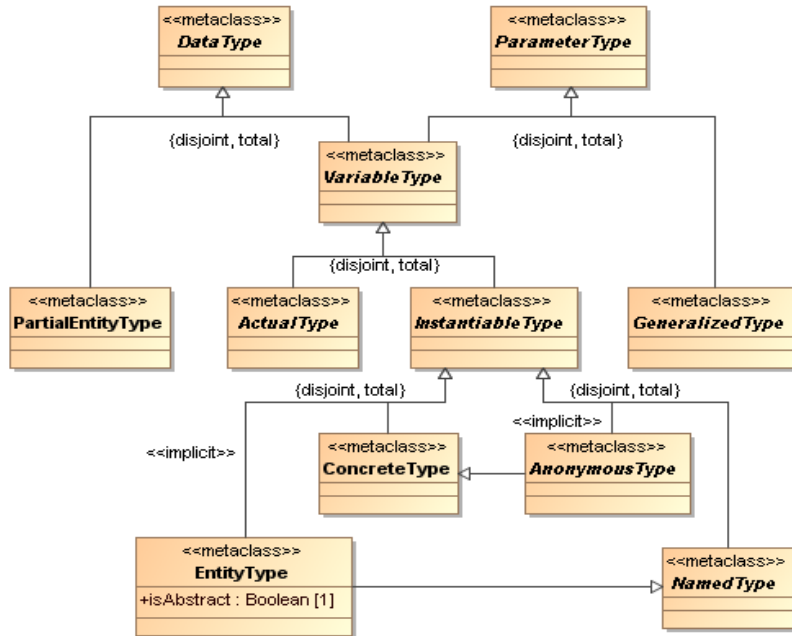 <<metaclass>>
DataType
<<metaclass>>
ParameterType
{disjoint, total}
{disjoint, total}
<<metaclass>>
VariableType
{disjoint, total}
<<metaclass>>
PartialEntityType
<<metaclass>>
ActualType
<<metaclass>>
InstantiableType
<<metaclass>>
GeneralizedType
{disjoint, total}
{disjoint, total}
<<implicit>>
<<implicit>>
<<metaclass>>
ConcreteType
<<metaclass>>
AnonymousType
<<metaclass>>
EntityType
+isAbstract : Boolean [1]
<<metaclass>>
NamedType